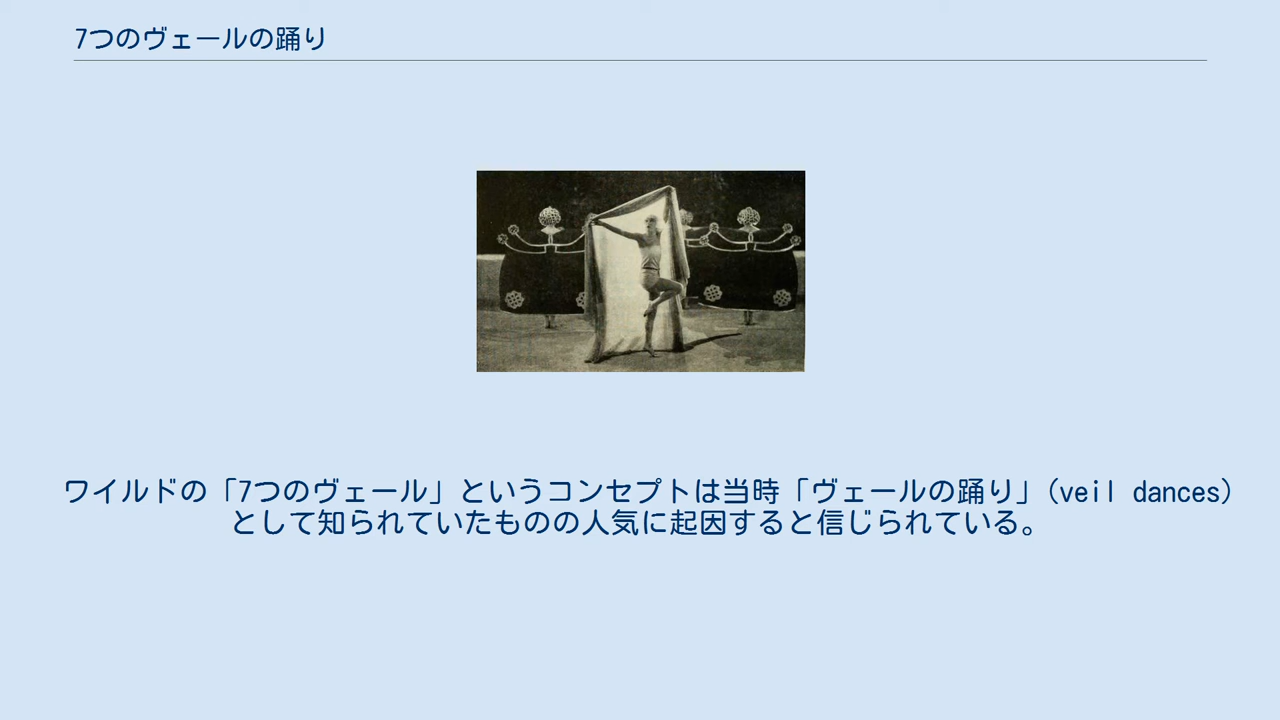 7つのヴェールの踊り
ワイルドの「7つのヴェール」というコンセプトは当時「ヴェールの踊り」(veil dances)
として知られていたものの人気に起因すると信じられている。